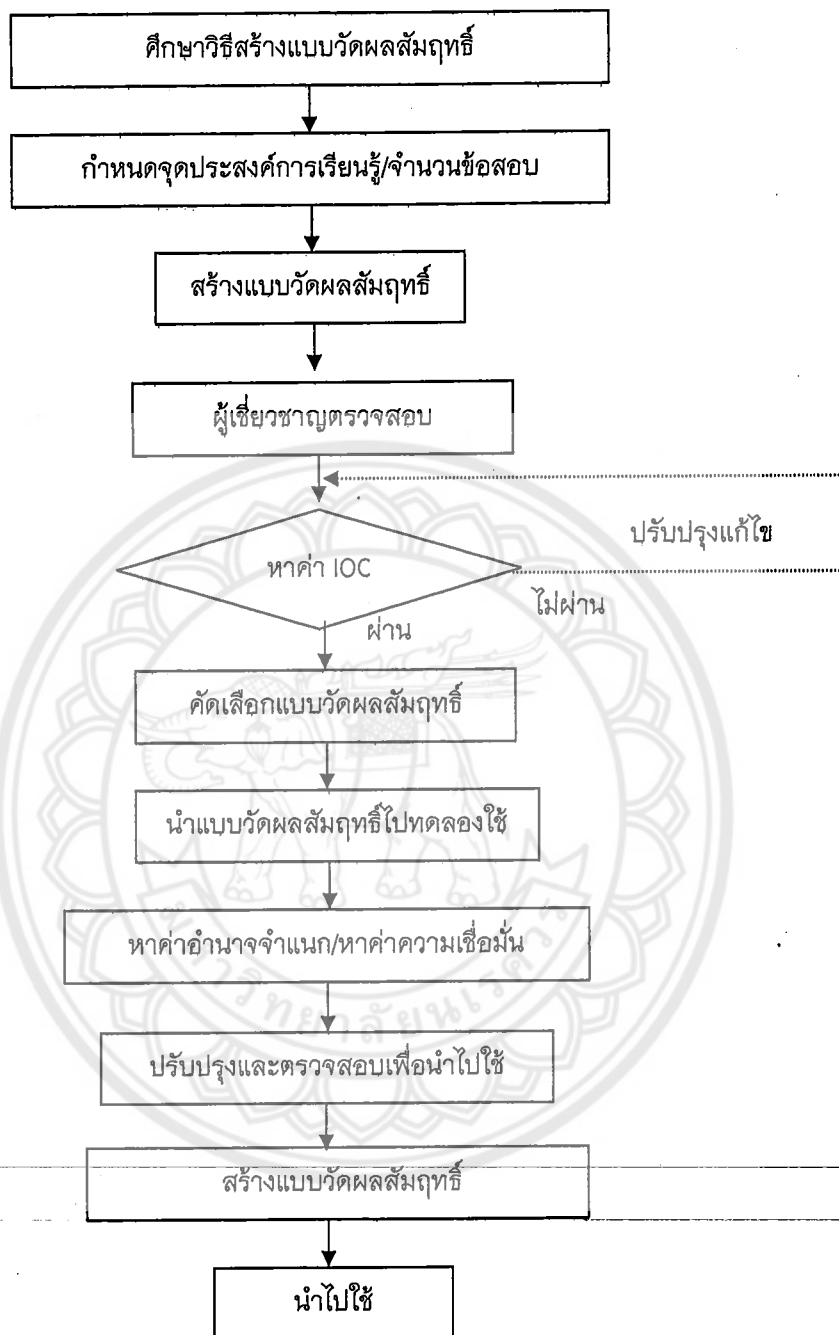 ศึกษาวิธีสร้างแบบวัดผลสัมฤทธิ์
กำหนดจุดประสงค์การเรียนรู้/จำนวนข้อสอบ
สร้างแบบวัดผลสัมฤทธิ์
ผู้เชี่ยวชาญตรวจสอบ
ปรับปรุงแก้ไข
หาค่า IOC
ไม่ผ่าน
ผ่าน
คัดเลือกแบบวัดผลสัมฤทธิ์
นำแบบวัดผลสัมฤทธิ์ไปทดลองใช้
หาค่าอำนาจจำแนก/หาค่าความเชื่อมั่น
ปรับปรุงและตรวจสอบเพื่อนำไปใช้
สร้างแบบวัดผลสัมฤทธิ์
นำไปใช้